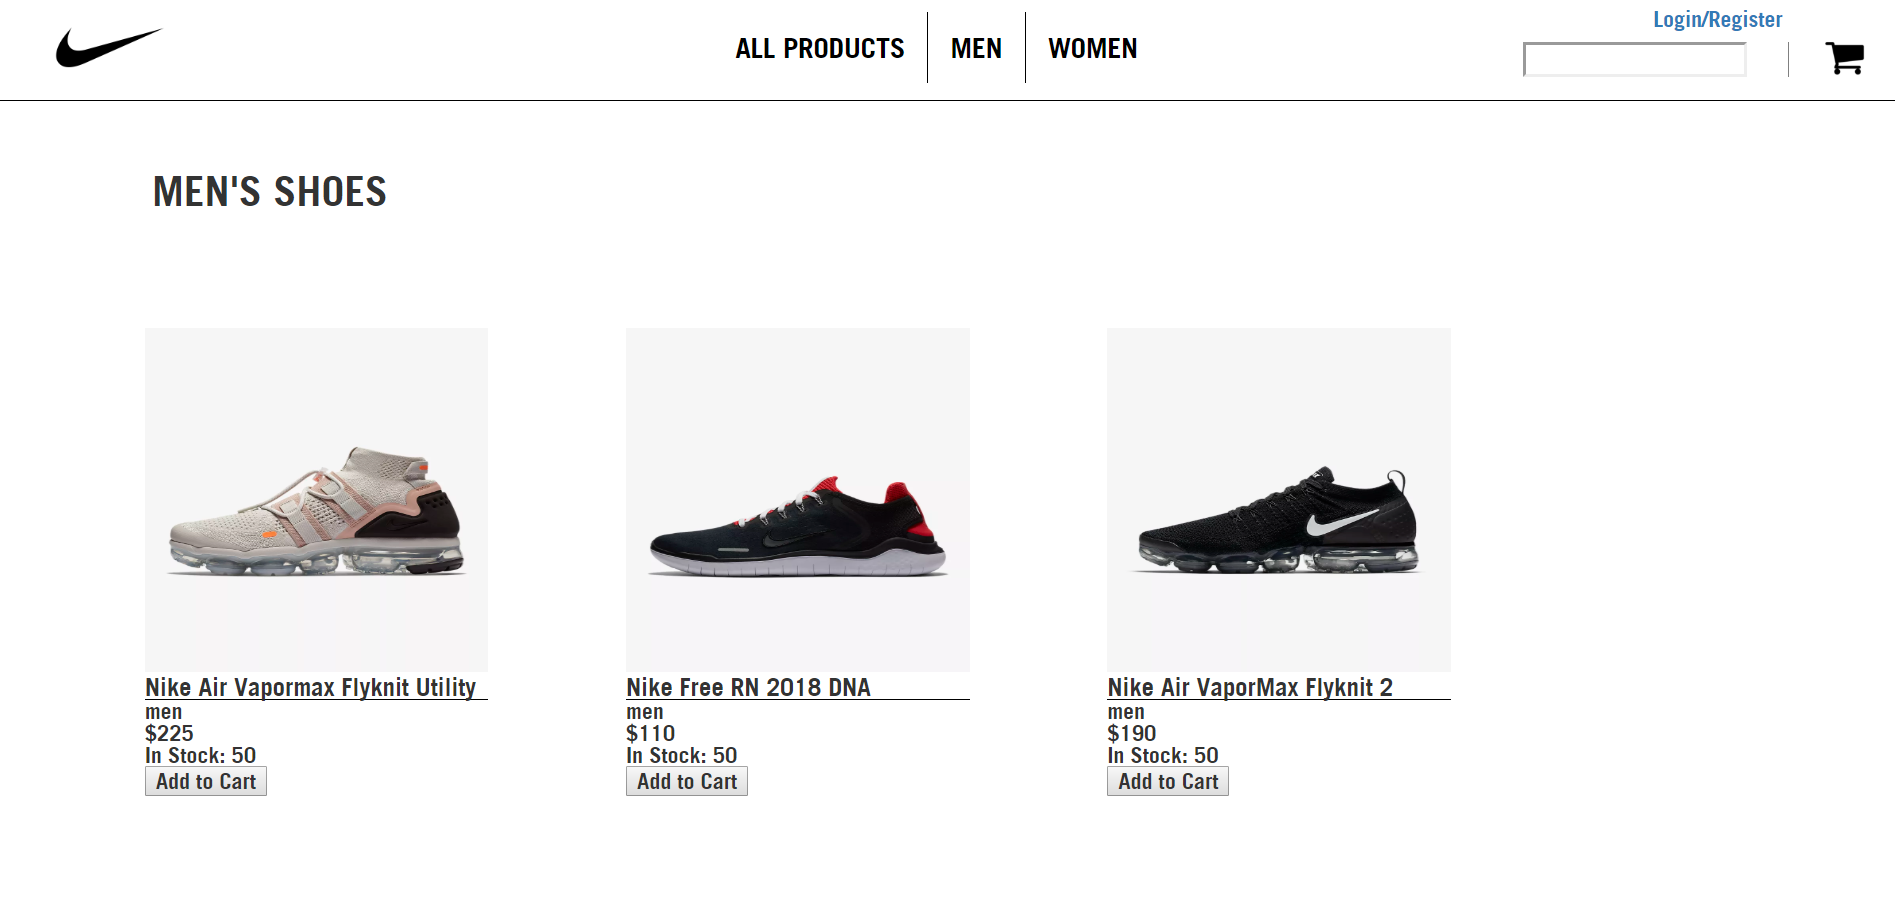 Login/Register
ALL PRODUCTS
MEN
WOMEN
MEN'S SHOES
Nike Air Vapormax Flyknit Utility
men
$225
In Stock: 50
Add to Cart
Nike Free RN 2018 DNA
men
$110
In Stock: 50
Add to Cart
Nike Air VaporMax Flyknit 2
men
$190
In Stock: 50
Add to Cart